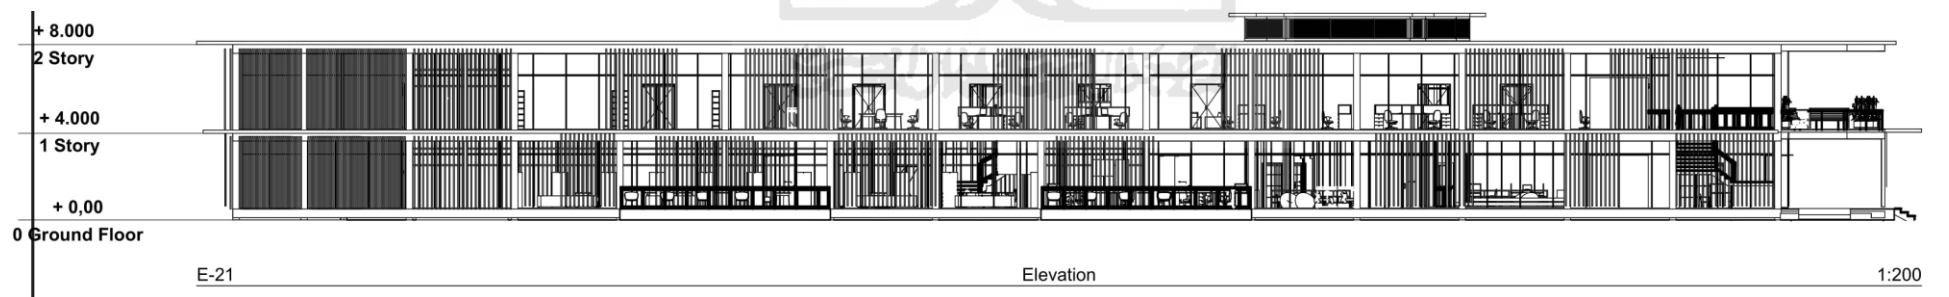 + 8.000
2 Story
+ 4.000
1 Story
+ 0,00
0 Ground Floor
E-21 Elevation 1:200